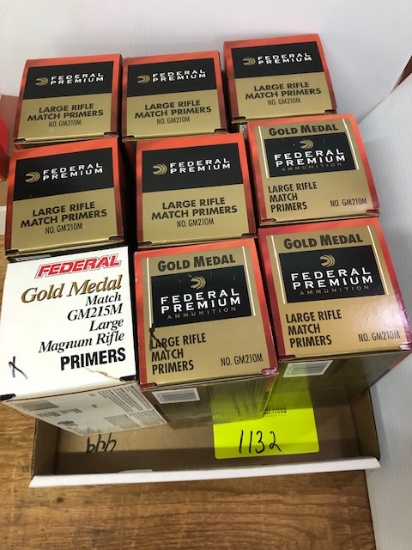 FEDERAL
PREMIUM
LARGE RIFLE
MATCH PRIMERS
NO. GM210M
FEDERAL
PREMIUM
LARGE RIFLE
MATCH PRIMERS
NO. GM210M
FEDERAL
PREMIUM
LARGE RIFLE
MATCH PRIMERS
NO. GM210M
FEDERAL
PREMIUM
LARGE RIFLE
MATCH PRIMERS
NO. GM210M
FEDERAL
PREMIUM
LARGE RIFLE
MATCH PRIMERS
NO. GM210M
GOLD MEDAL
FEDERAL
PREMIUM
AMMUNITION
LARGE RIFLE
MATCH
PRIMERS NO. GM210M
FEDERAL
Gold Medal
Match
GM215M
Large
Magnum Rifle
PRIMERS
X
GOLD MEDAL
FEDERAL
PREMIUM
AMMUNITION
LARGE RIFLE
MATCH
PRIMERS NO. GM210M
GOLD MEDAL
FEDERAL
PREMIUM
AMMUNITION
LARGE RIFLE
MATCH
PRIMERS NO. GM210M
1132